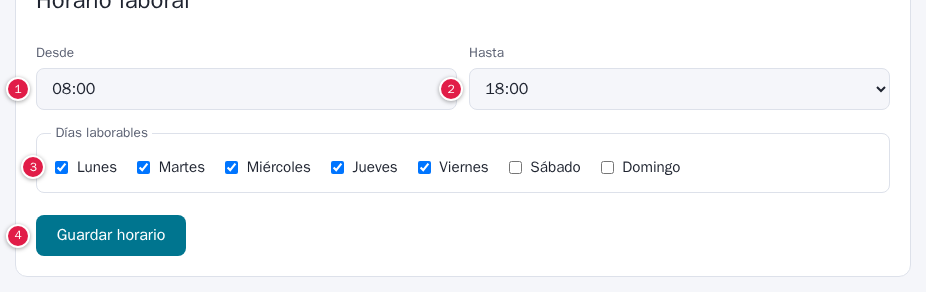 Horario laboral
Desde
Hasta
1 08:00
2 18:00
Días laborables
3 Lunes Martes Miércoles Jueves Viernes Sábado Domingo
4 Guardar horario